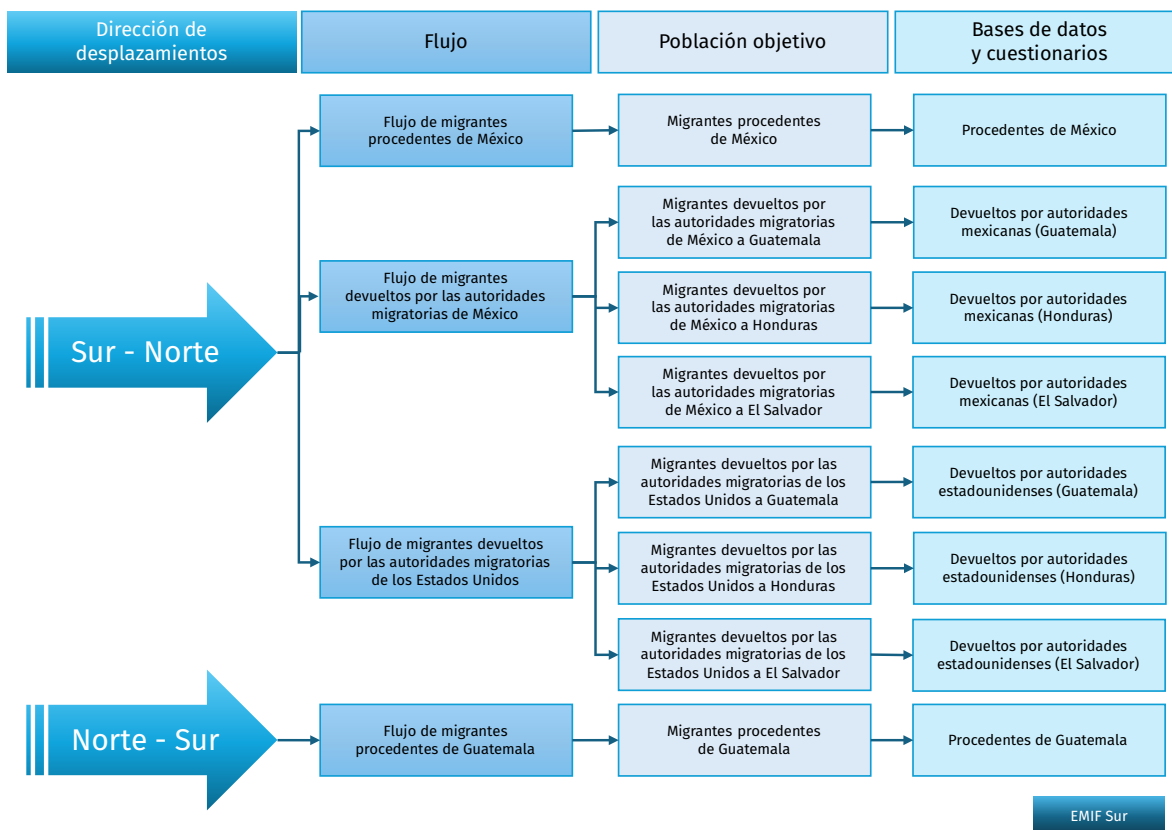 Dirección de
desplazamientos
Flujo
Población objetivo
Bases de datos
y cuestionarios
Sur - Norte
Flujo de migrantes
procedentes de México
Migrantes procedentes
de México
Procedentes de México
Flujo de migrantes
devueltos por las autoridades
migratorias de México
Migrantes devueltos por
las autoridades migratorias
de México a Guatemala
Devueltos por autoridades
mexicanas (Guatemala)
Migrantes devueltos por
las autoridades migratorias
de México a Honduras
Devueltos por autoridades
mexicanas (Honduras)
Migrantes devueltos por
las autoridades migratorias
de México a El Salvador
Devueltos por autoridades
mexicanas (El Salvador)
Flujo de migrantes devueltos
por las autoridades migratorias
de los Estados Unidos
Migrantes devueltos por las
autoridades migratorias de los
Estados Unidos a Guatemala
Devueltos por autoridades
estadounidenses (Guatemala)
Migrantes devueltos por las
autoridades migratorias de los
Estados Unidos a Honduras
Devueltos por autoridades
estadounidenses (Honduras)
Migrantes devueltos por las
autoridades migratorias de los
Estados Unidos a El Salvador
Devueltos por autoridades
estadounidenses (El Salvador)
Norte - Sur
Flujo de migrantes
procedentes de Guatemala
Migrantes procedentes
de Guatemala
Procedentes de Guatemala
EMIF Sur